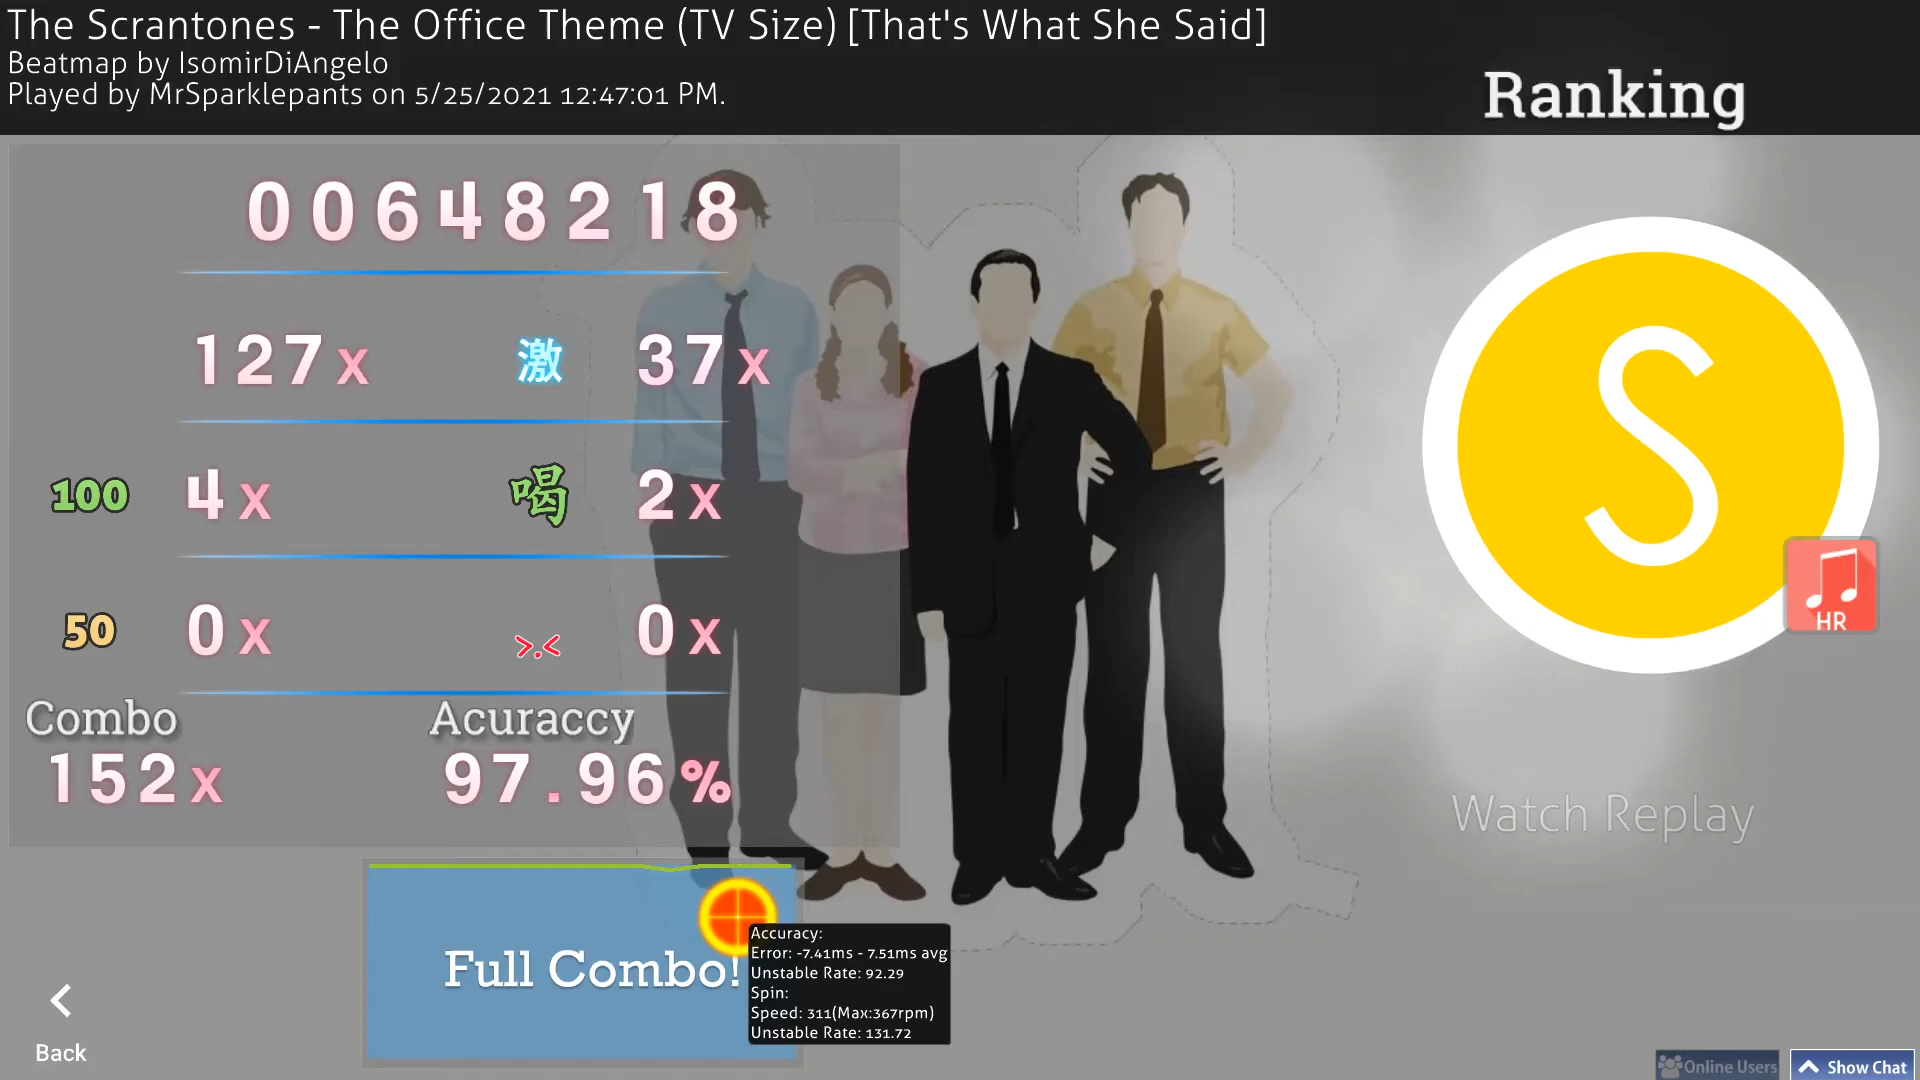 The Scrantones - The Office Theme (TV Size) [That's What She Said]
Beatmap by IsomirDiAngelo
Played by MrSparklepants on 5/25/2021 12:47:01 PM.
Ranking
00648218
127x 激 37x
100 4x 喝 2x
50 0x >.< 0x
S
HR
Combo Acuraccy
152x 97.96%
Watch Replay
Full Combo!
Accuracy:
Error: -7.41ms - 7.51ms avg
Unstable Rate: 92.29
Spin:
Speed: 311(Max:367rpm)
Unstable Rate: 131.72
Back
Online Users
Show Chat